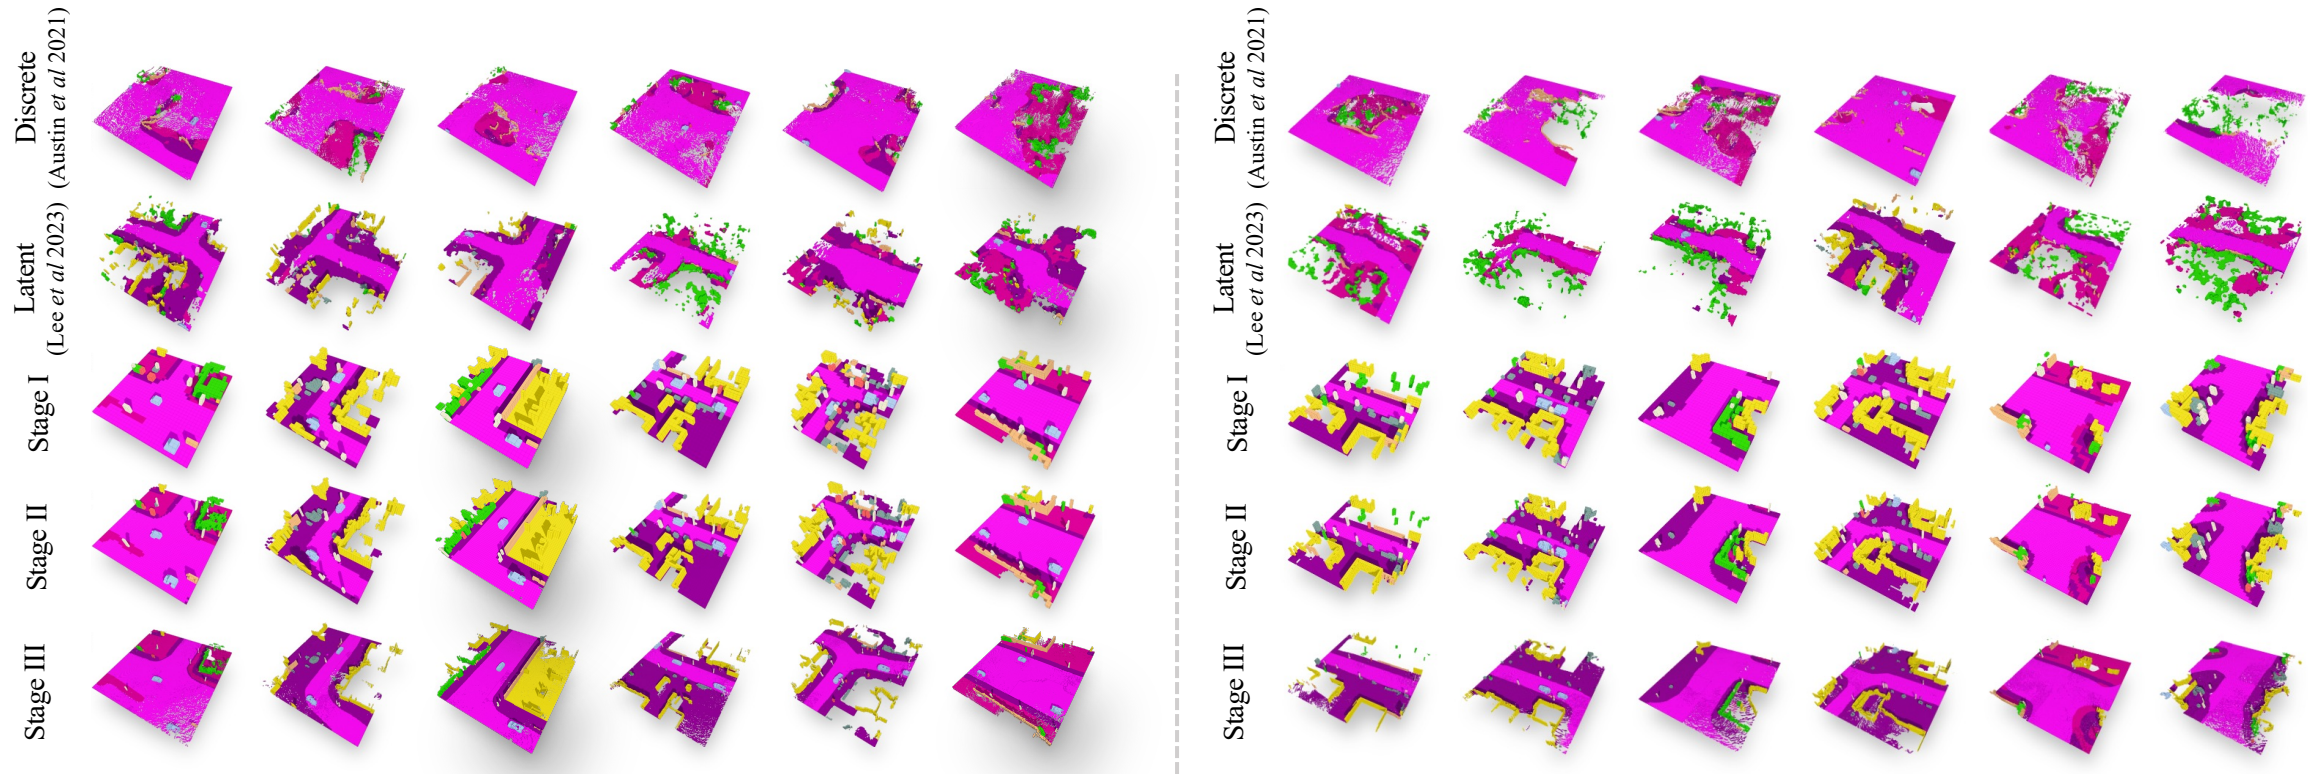 Discrete
(Austin et al 2021)
Latent
(Lee et al 2023)
Stage I
Stage II
Stage III
Discrete
(Austin et al 2021)
Latent
(Lee et al 2023)
Stage I
Stage II
Stage III